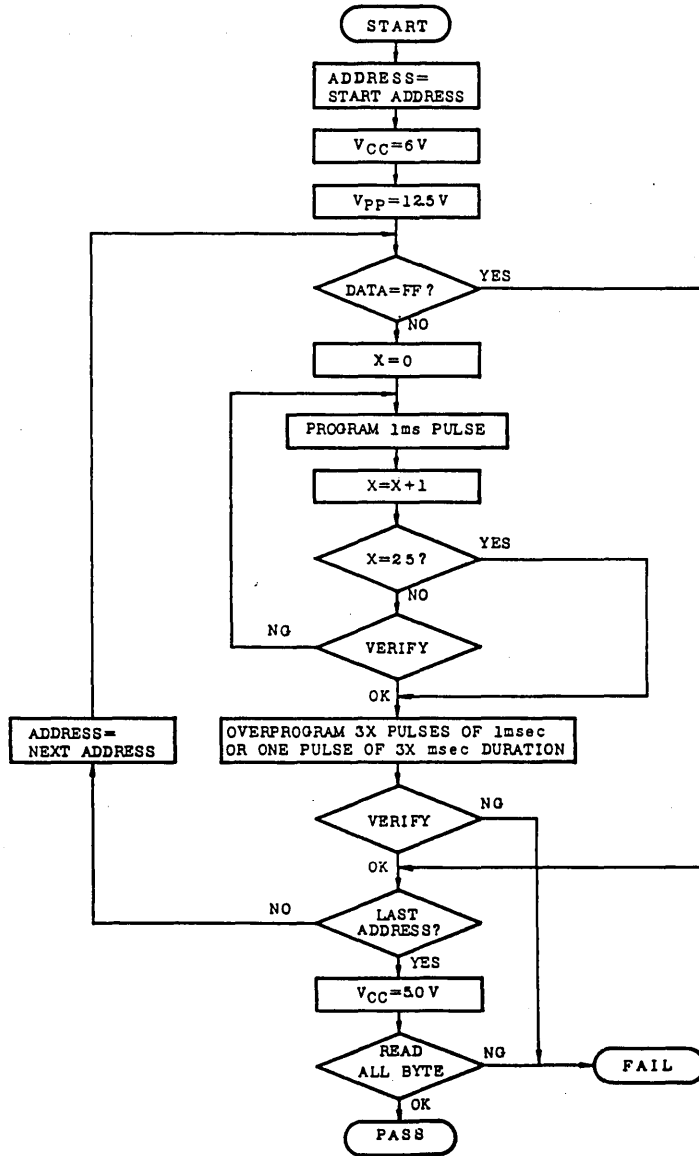 START
ADDRESS=
START ADDRESS
VCC=6V
VPP=12.5V
DATA=FF?
YES
NO
X=0
PROGRAM 1ms PULSE
X=X+1
X=25?
YES
NO
VERIFY
NG
OK
ADDRESS=
NEXT ADDRESS
OVERPROGRAM 3X PULSES OF 1msec
OR ONE PULSE OF 3X msec DURATION
VERIFY
NG
OK
LAST
ADDRESS?
NO
YES
VCC=5.0V
READ
ALL BYTE
NG
FAIL
OK
PASS